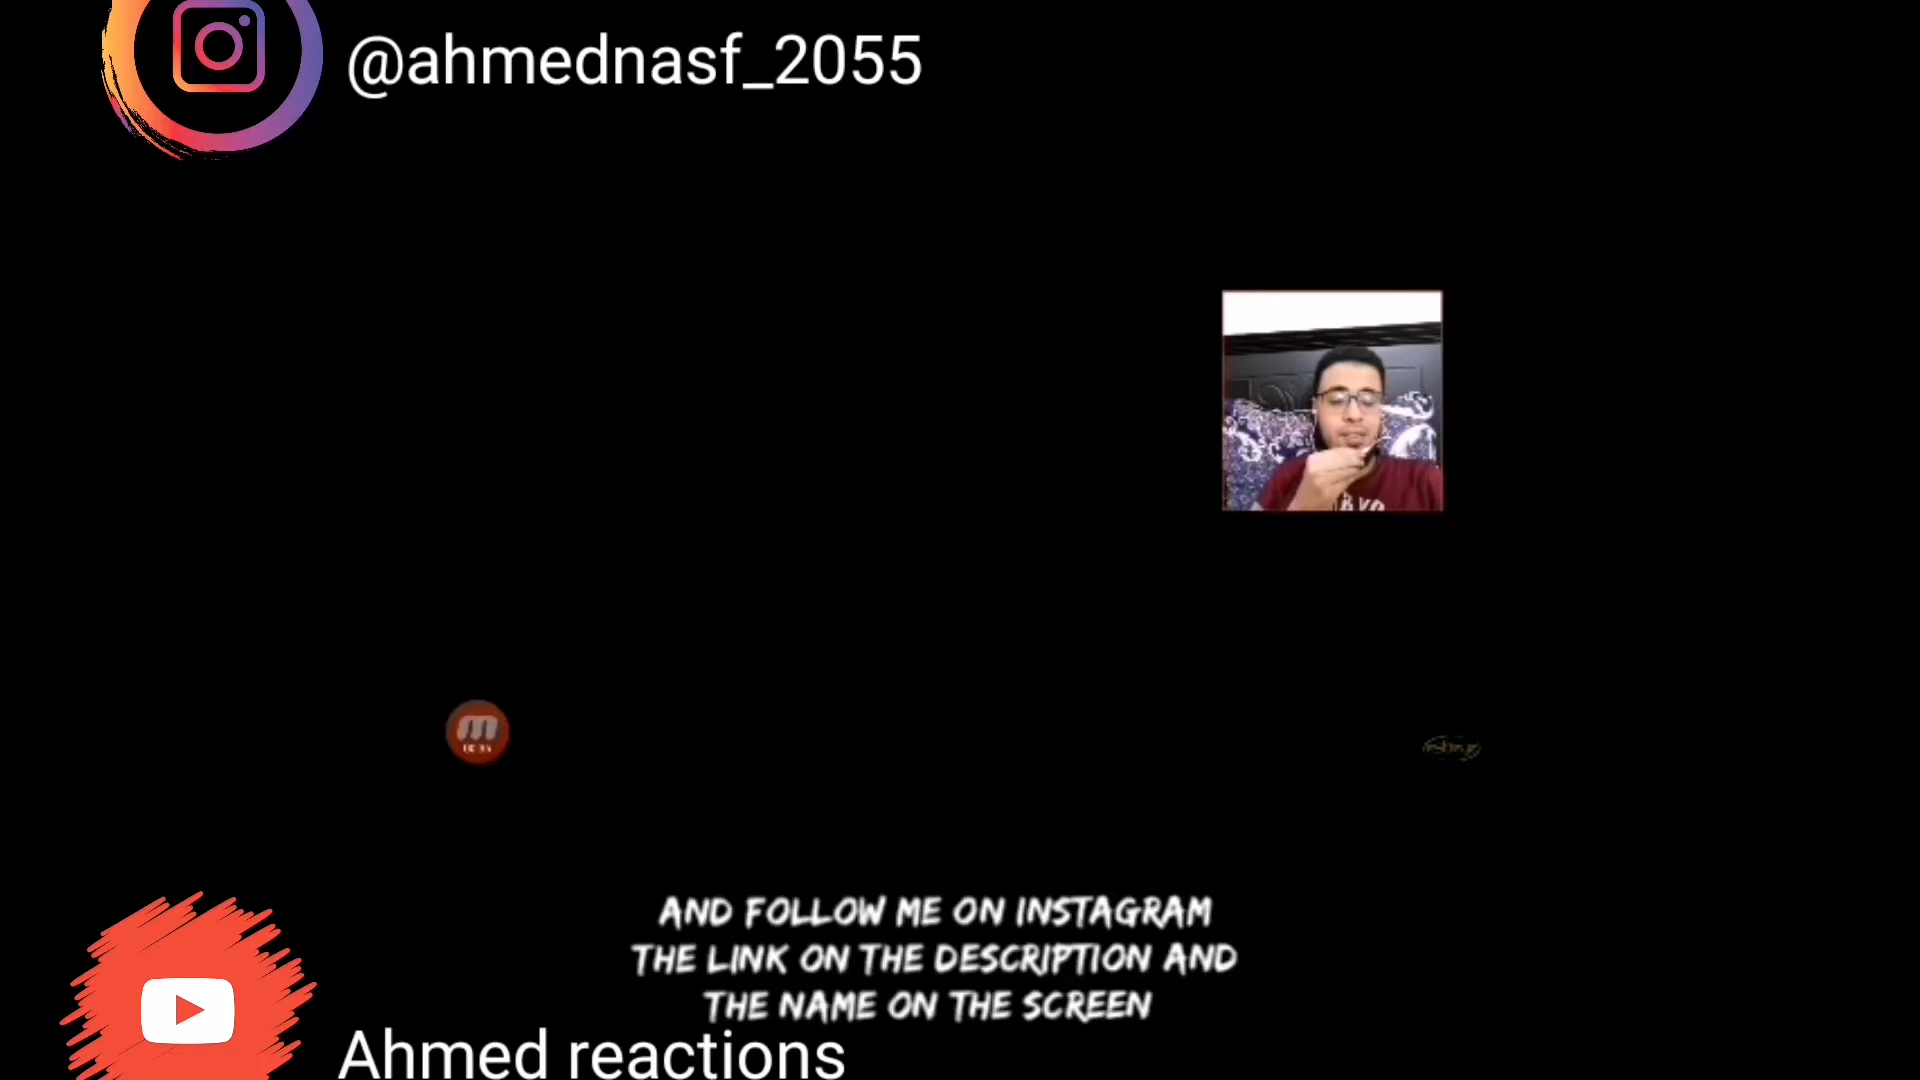 @ahmednasf_2055
AND FOLLOW ME ON INSTAGRAM
THE LINK ON THE DESCRIPTION AND
THE NAME ON THE SCREEN
Ahmed reactions